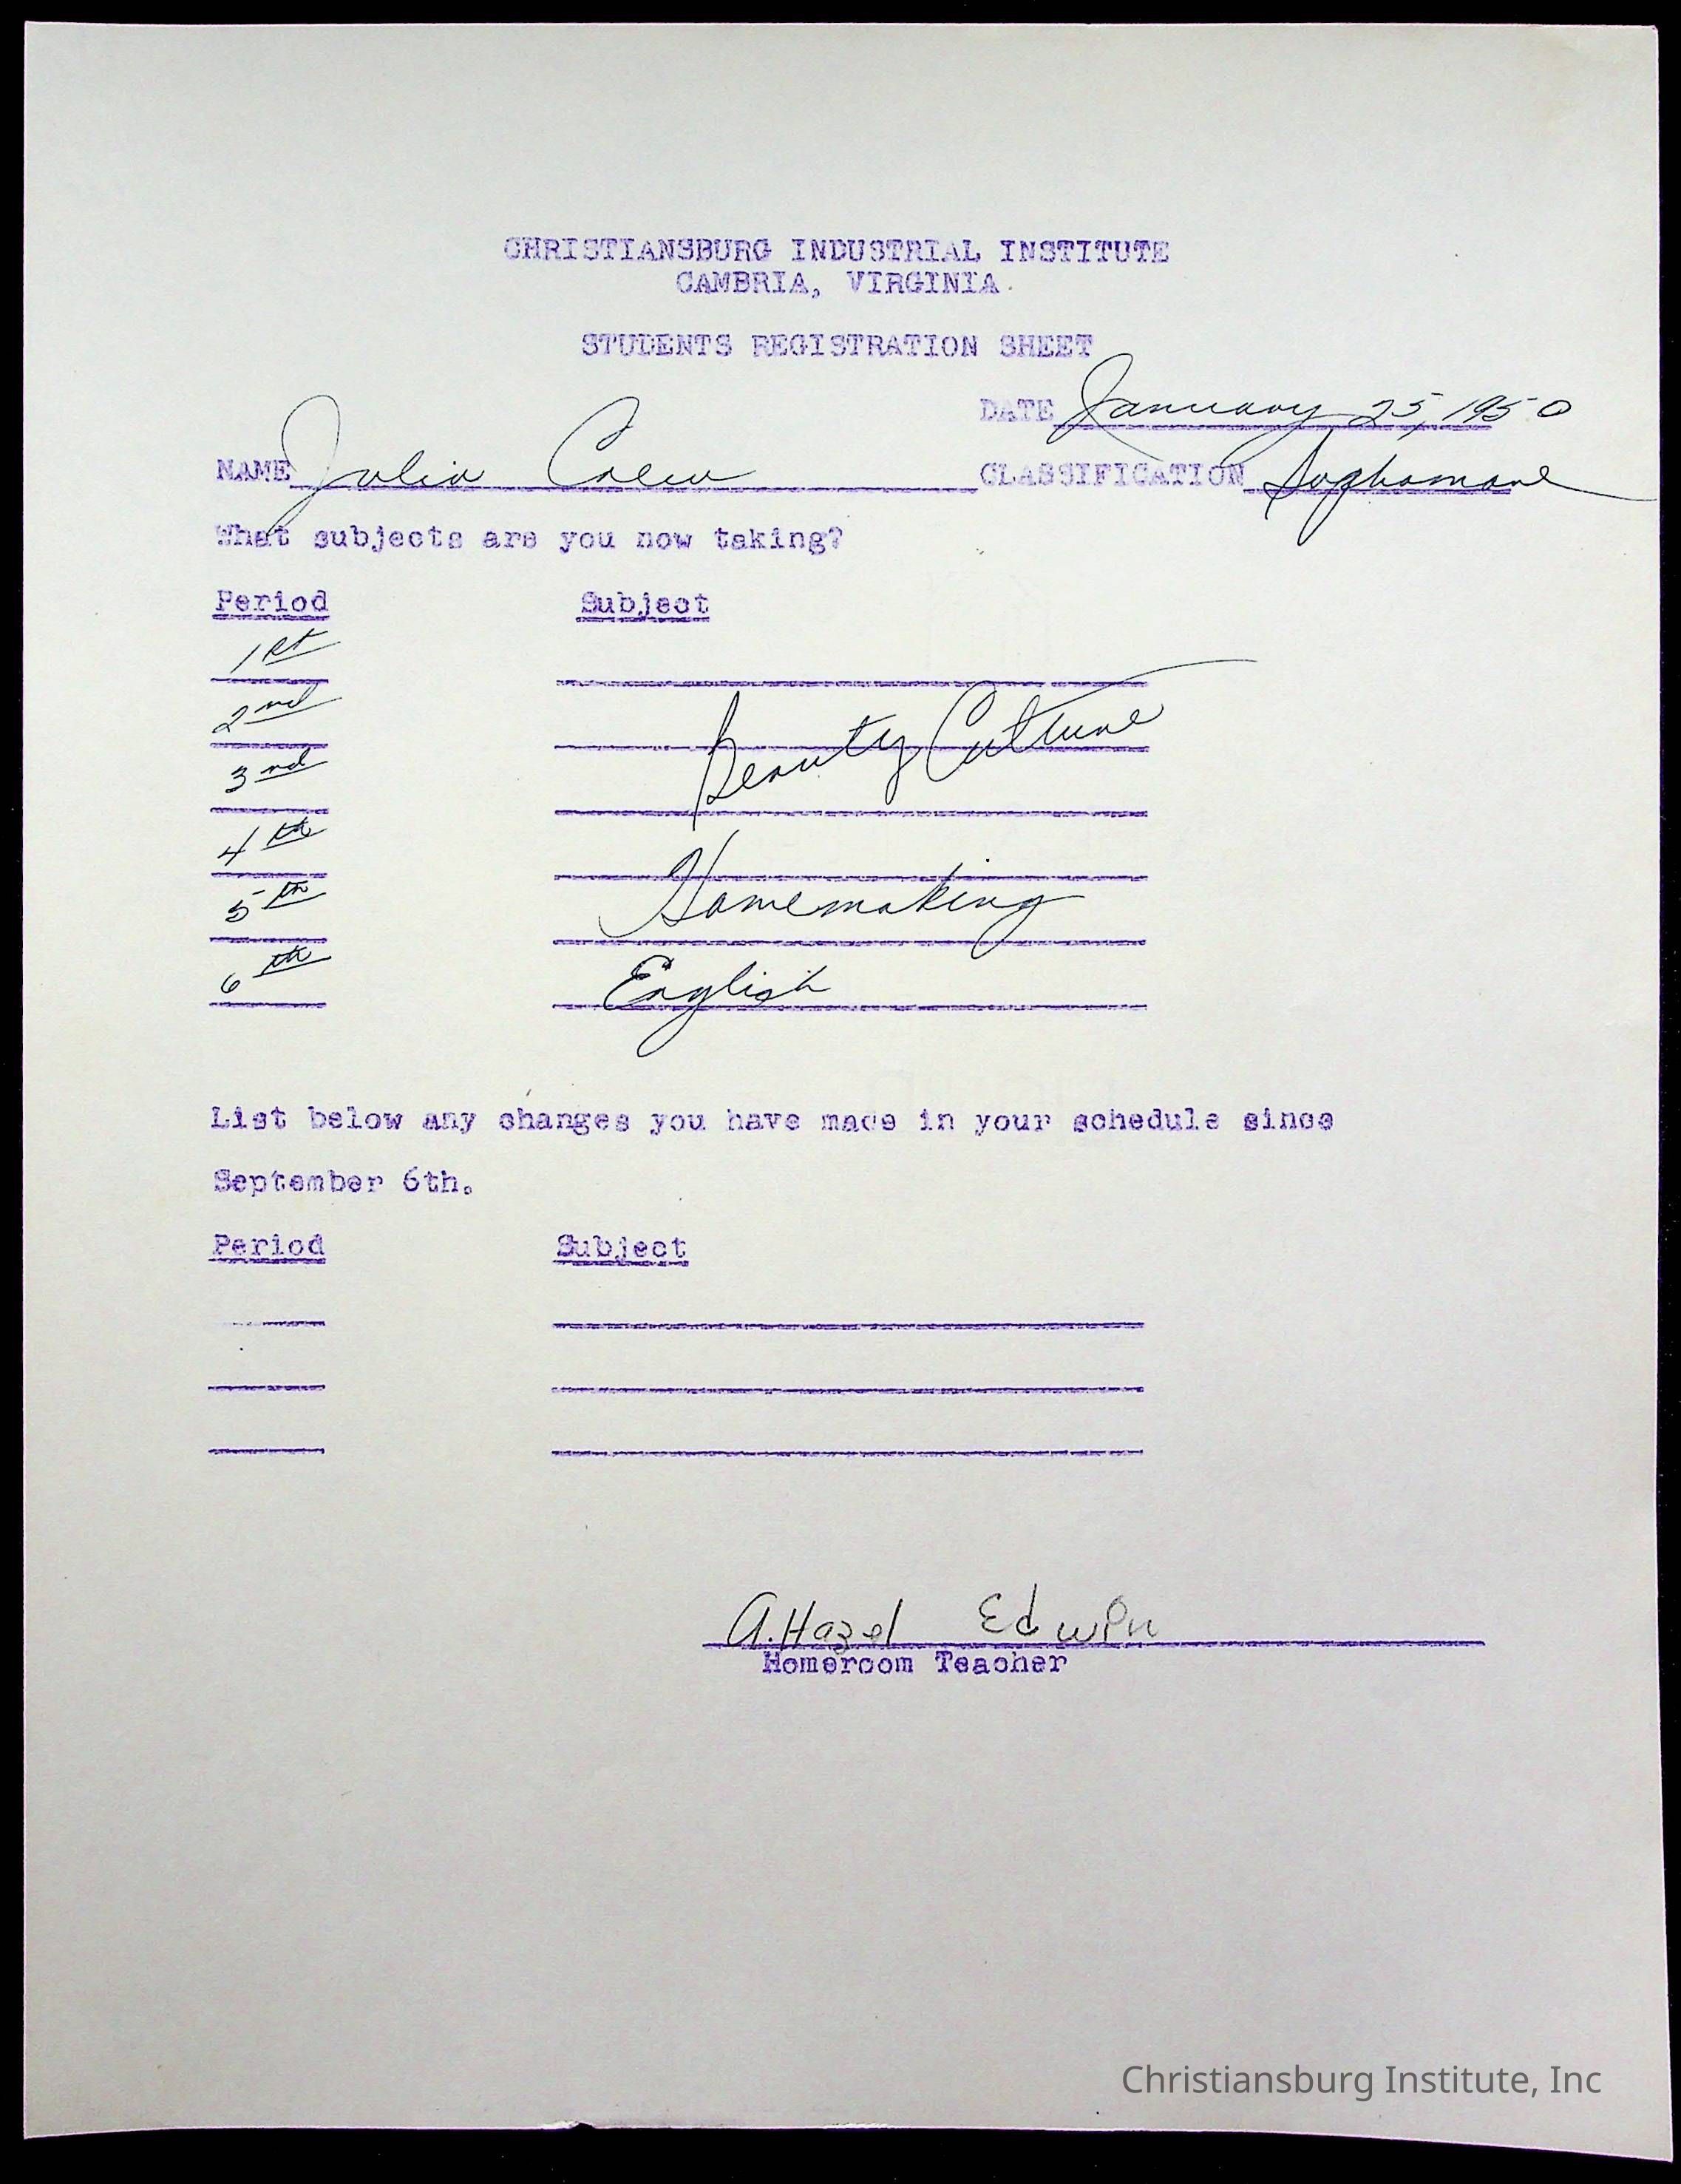 CHRISTIANSBURG INDUSTRIAL INSTITUTE
CAMBRIA, VIRGINIA.
STUDENTS REGISTRATION SHEET
DATE January 25, 1950
NAME Julia CLASSIFICATION Sophomore
What subjects are you now taking?
Period Subject
1st
2nd Beauty Culture
3rd
4th
5th Homemaking
6th English
List below any changes you have made in your schedule since
September 6th.
Period Subject
A. Hazel Edwin
Homeroom Teacher
Christiansburg Institute, Inc